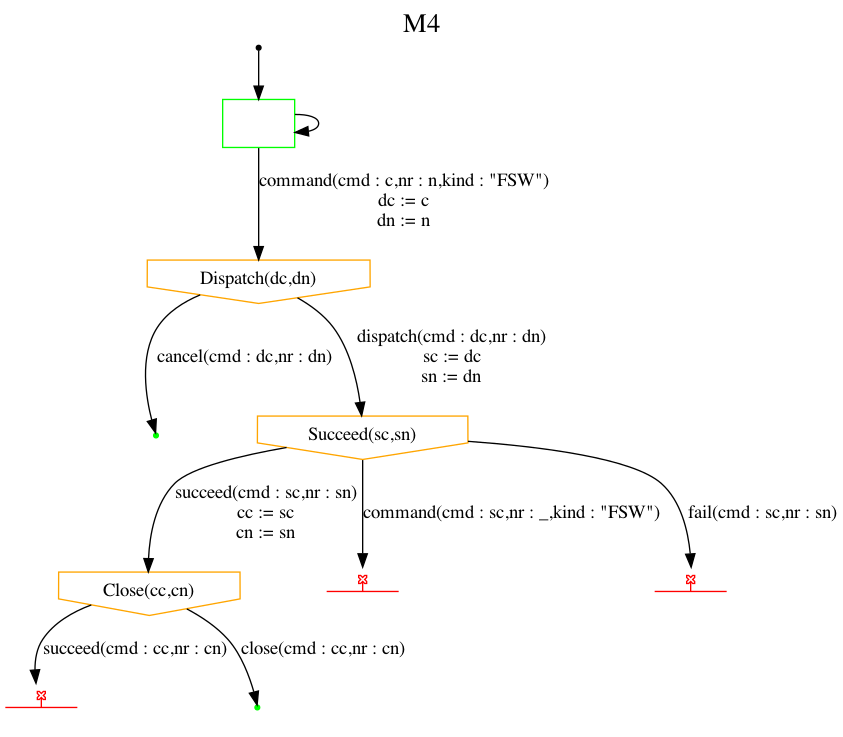 M4
command(cmd : c,nr : n,kind : "FSW")
dc := c
dn := n
Dispatch(dc,dn)
cancel(cmd : dc,nr : dn)
dispatch(cmd : dc,nr : dn)
sc := dc
sn := dn
Succeed(sc,sn)
succeed(cmd : sc,nr : sn)
cc := sc
cn := sn
command(cmd : sc,nr : _,kind : "FSW")
fail(cmd : sc,nr : sn)
Close(cc,cn)
succeed(cmd : cc,nr : cn)
close(cmd : cc,nr : cn)